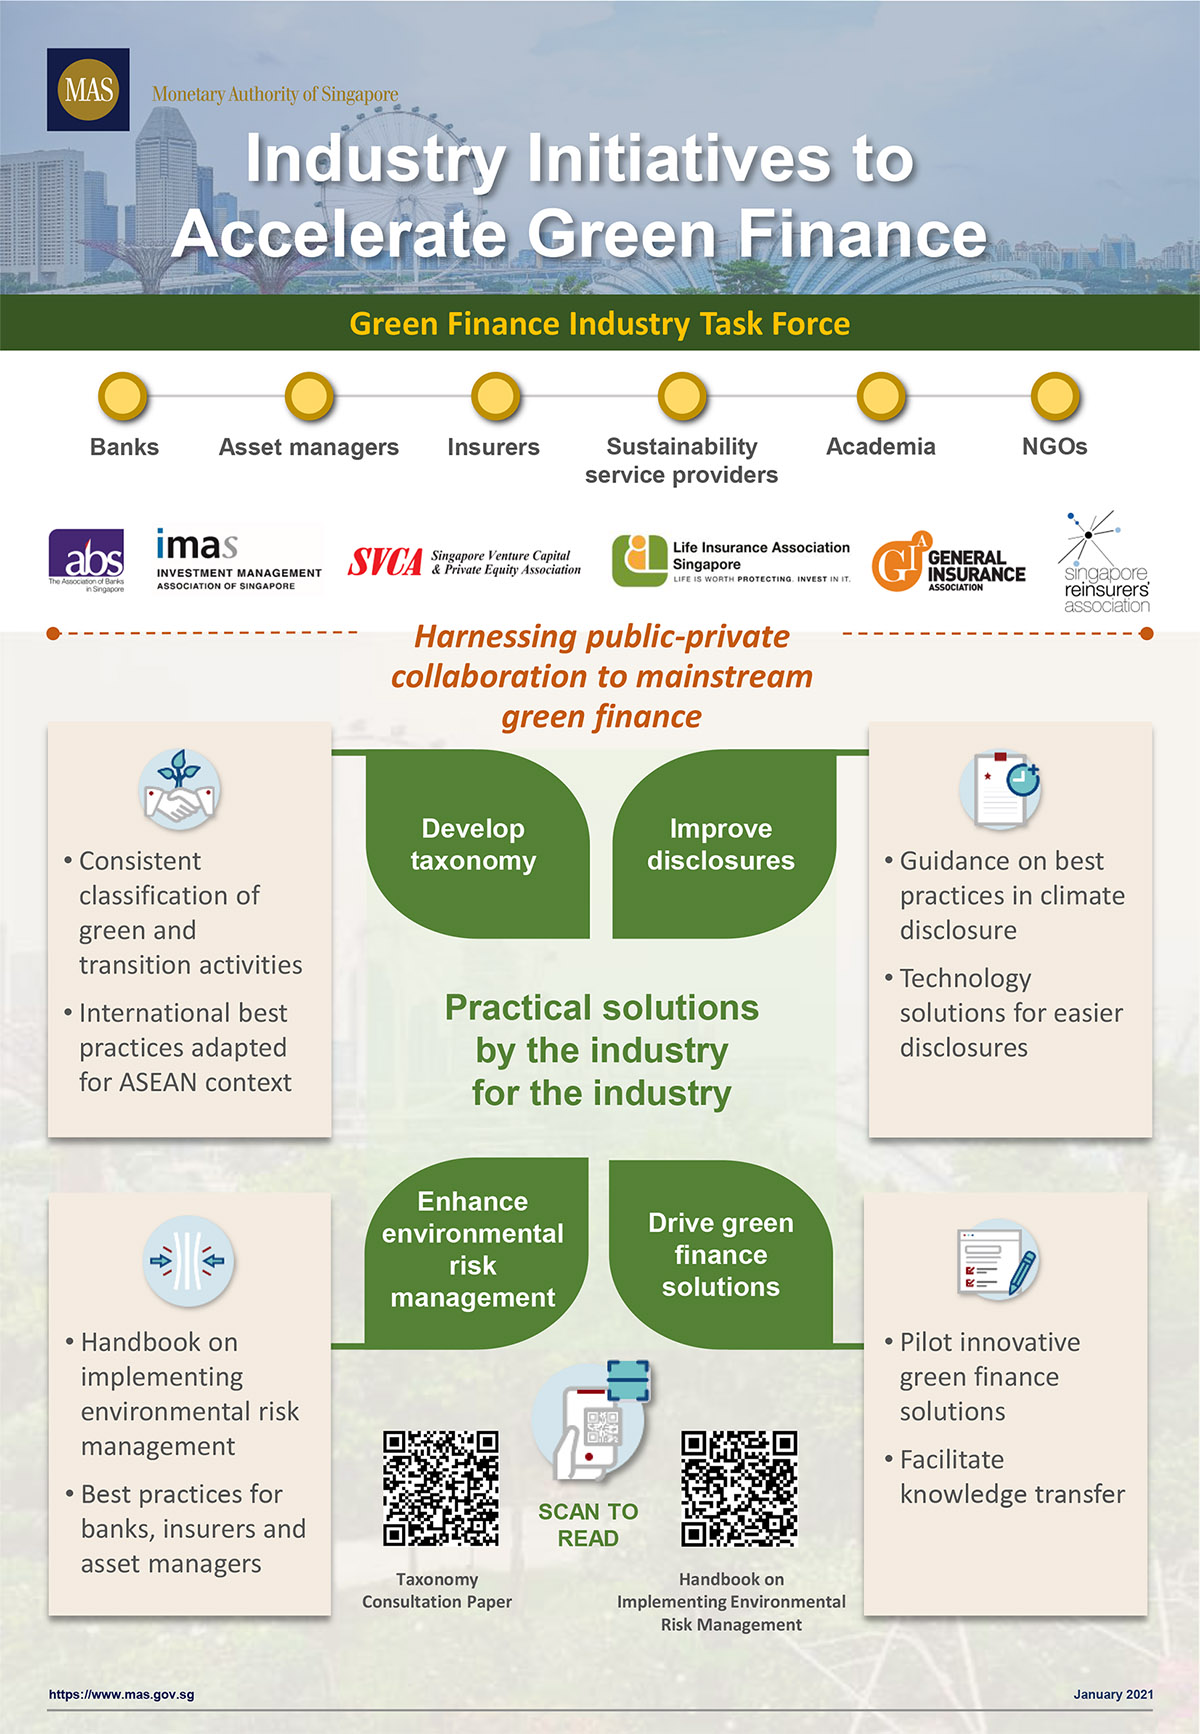 MAS
Monetary Authority of Singapore
Industry Initiatives to
Accelerate Green Finance
Green Finance Industry Task Force
Banks
Asset managers
Insurers
Sustainability
service providers
Academia
NGOs
abs
The Association of Banks
in Singapore
imas
INVESTMENT MANAGEMENT
ASSOCIATION OF SINGAPORE
SVCA
Singapore Venture Capital
& Private Equity Association
Life Insurance Association
Singapore
LIFE IS WORTH PROTECTING. INVEST IN IT.
GIA
GENERAL
INSURANCE
ASSOCIATION
singapore
reinsurers'
association
Harnessing public-private
collaboration to mainstream
green finance
Develop
taxonomy
• Consistent
classification of
green and
transition activities
• International best
practices adapted
for ASEAN context
Improve
disclosures
• Guidance on best
practices in climate
disclosure
• Technology
solutions for easier
disclosures
Practical solutions
by the industry
for the industry
Enhance
environmental
risk
management
• Handbook on
implementing
environmental risk
management
• Best practices for
banks, insurers and
asset managers
Drive green
finance
solutions
• Pilot innovative
green finance
solutions
• Facilitate
knowledge transfer
SCAN TO
READ
Taxonomy
Consultation Paper
Handbook on
Implementing Environmental
Risk Management
https://www.mas.gov.sg
January 2021